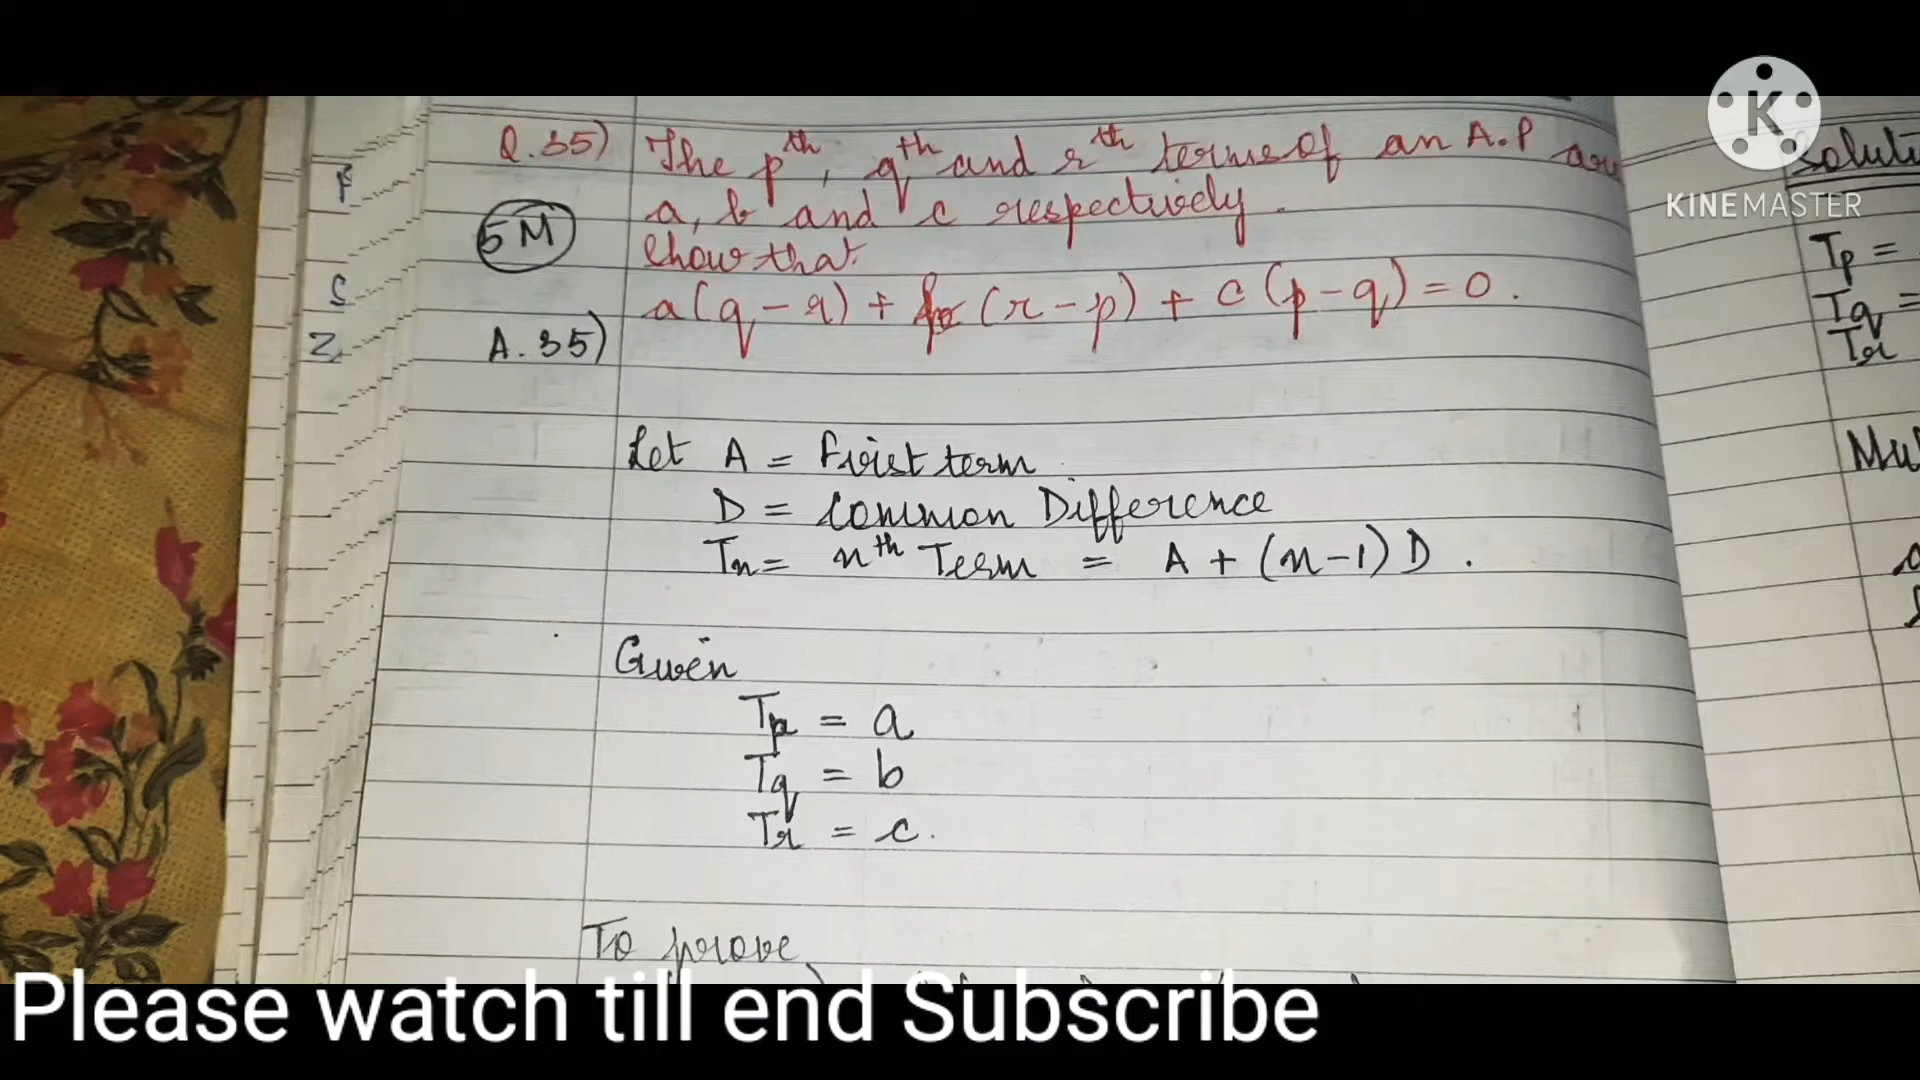 Q.35) The pth, qth and rth terms of an A.P are
a, b and c respectively.
5M
Show that
a(q-r) + b(r-p) + c(p-q) = 0.
A.35)
Let A = First term
D = Common Difference
Tn = nth Term = A + (n-1) D.
Given
Tp = a
Tq = b
Tr = c.
To prove
Soluti
Tp =
Tq =
Tr
Mul
K
KINEMASTER
Please watch till end Subscribe